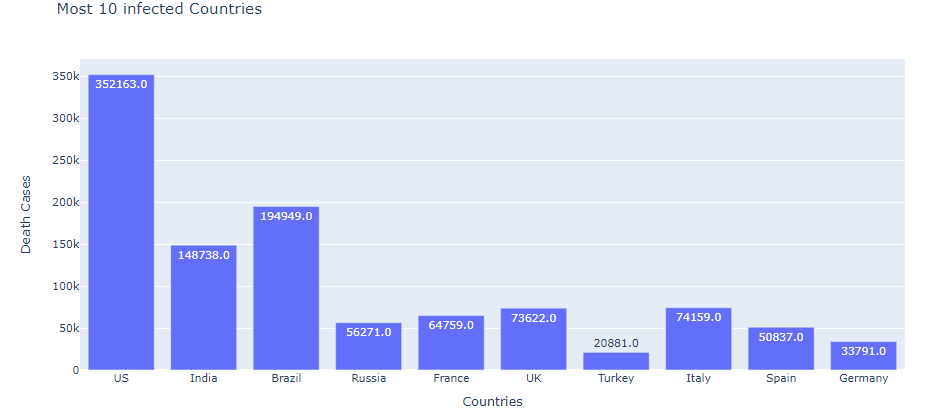 Most 10 infected Countries
Death Cases
350k
300k
250k
200k
150k
100k
50k
0
352163.0
148738.0
194949.0
56271.0
64759.0
73622.0
20881.0
74159.0
50837.0
33791.0
US India Brazil Russia France UK Turkey Italy Spain Germany
Countries